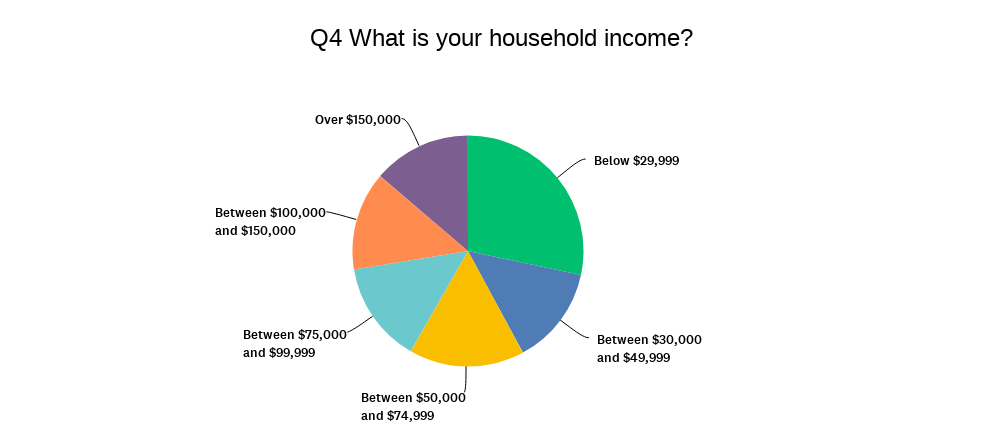 Q4 What is your household income?
Over $150,000
Below $29,999
Between $100,000
and $150,000
Between $75,000
and $99,999
Between $30,000
and $49,999
Between $50,000
and $74,999